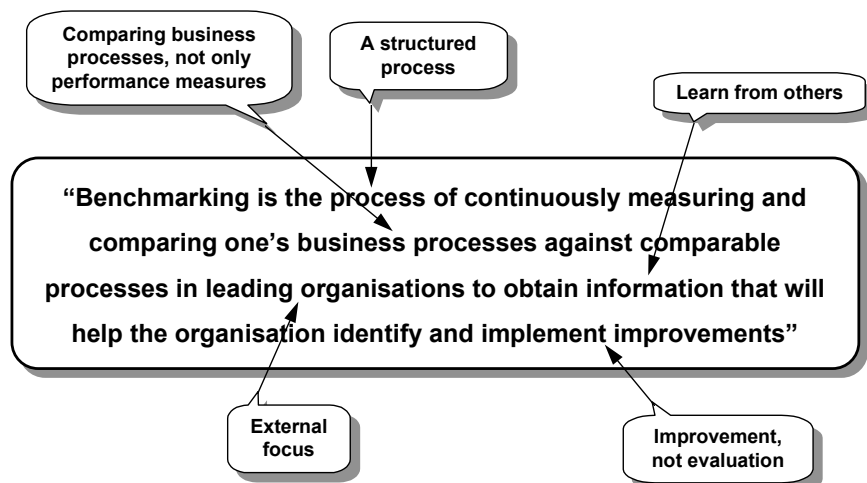 Comparing business
processes, not only
performance measures
A structured
process
Learn from others
“Benchmarking is the process of continuously measuring and
comparing one’s business processes against comparable
processes in leading organisations to obtain information that will
help the organisation identify and implement improvements”
External
focus
Improvement,
not evaluation